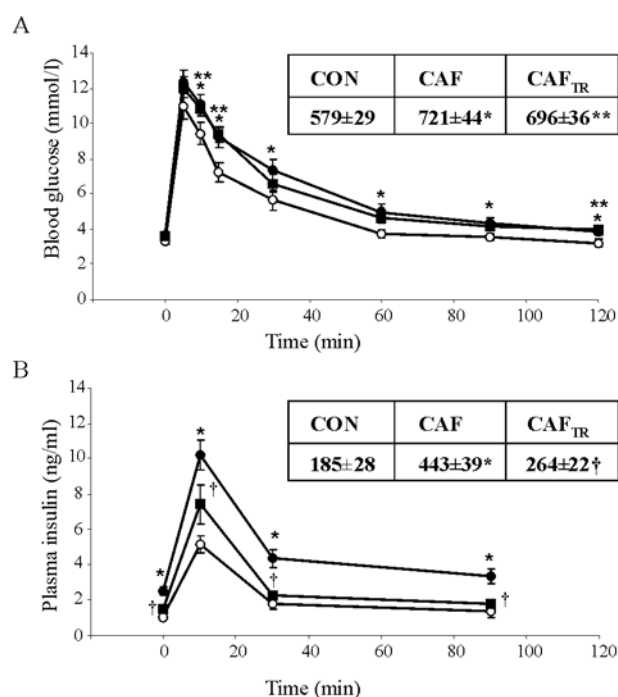 A
Blood glucose (mmol/l)
14
12
10
8
6
4
2
0
**
*
**
*
*
*
*
**
*
CON CAF CAFTR
579±29 721±44* 696±36**
0 20 40 60 80 100 120
Time (min)
B
Plasma insulin (ng/ml)
14
12
10
8
6
4
2
0
*
†
*
†
*
†
*
†
CON CAF CAFTR
185±28 443±39* 264±22†
0 20 40 60 80 100 120
Time (min)